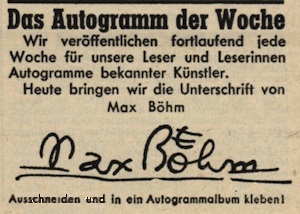 Das Autogramm der Woche
Wir veröffentlichen fortlaufend jede
Woche für unsere Leser und Leserinnen
Autogramme bekannter Künstler.
Heute bringen wir die Unterschrift von
Max Böhm
Max Böhm
Ausschneiden und in ein Autogrammalbum kleben!